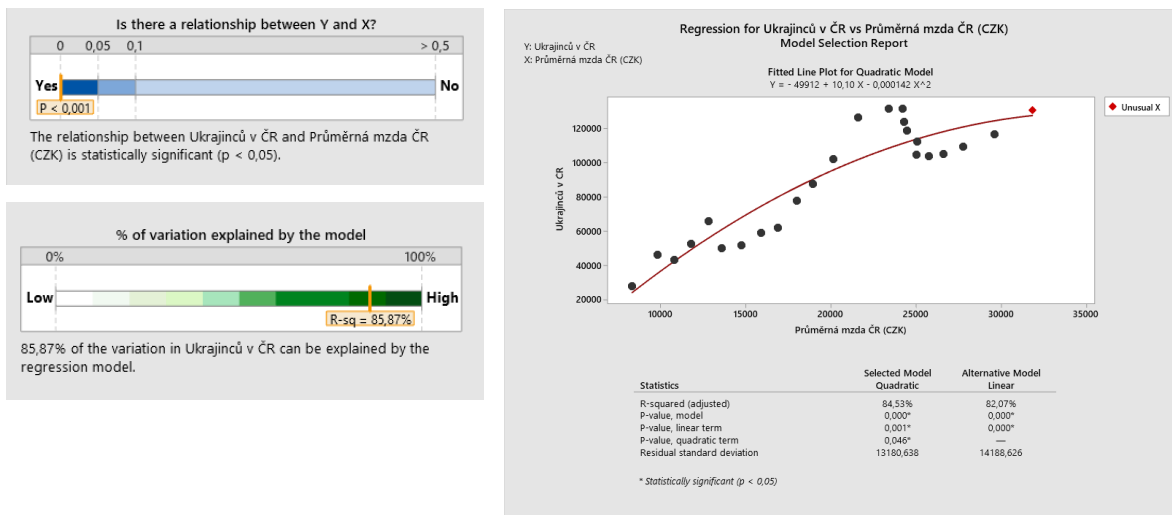 Is there a relationship between Y and X?
0 0,05 0,1 > 0,5
Yes No
P < 0,001
The relationship between Ukrajinců v ČR and Průměrná mzda ČR
(CZK) is statistically significant (p < 0,05).
% of variation explained by the model
0% 100%
Low High
R-sq = 85,87%
85,87% of the variation in Ukrajinců v ČR can be explained by the
regression model.
Regression for Ukrajinců v ČR vs Průměrná mzda ČR (CZK)
Model Selection Report
Y: Ukrajinců v ČR
X: Průměrná mzda ČR (CZK)
Fitted Line Plot for Quadratic Model
Y = - 49912 + 10,10 X - 0,000142 X^2
Unusual X
120000
100000
80000
60000
40000
20000
Ukrajinců v ČR
10000 15000 20000 25000 30000 35000
Průměrná mzda ČR (CZK)
Selected Model Alternative Model
Statistics Quadratic Linear
R-squared (adjusted) 84,53% 82,07%
P-value, model 0,000* 0,000*
P-value, linear term 0,001* 0,000*
P-value, quadratic term 0,046* —
Residual standard deviation 13180,638 14188,626
* Statistically significant (p < 0,05)